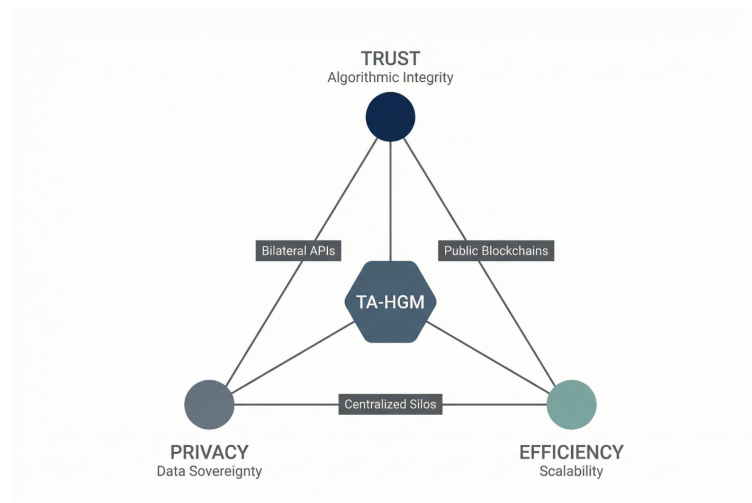 TRUST
Algorithmic Integrity
Bilateral APIs
Public Blockchains
TA-HGM
Centralized Silos
PRIVACY
Data Sovereignty
EFFICIENCY
Scalability